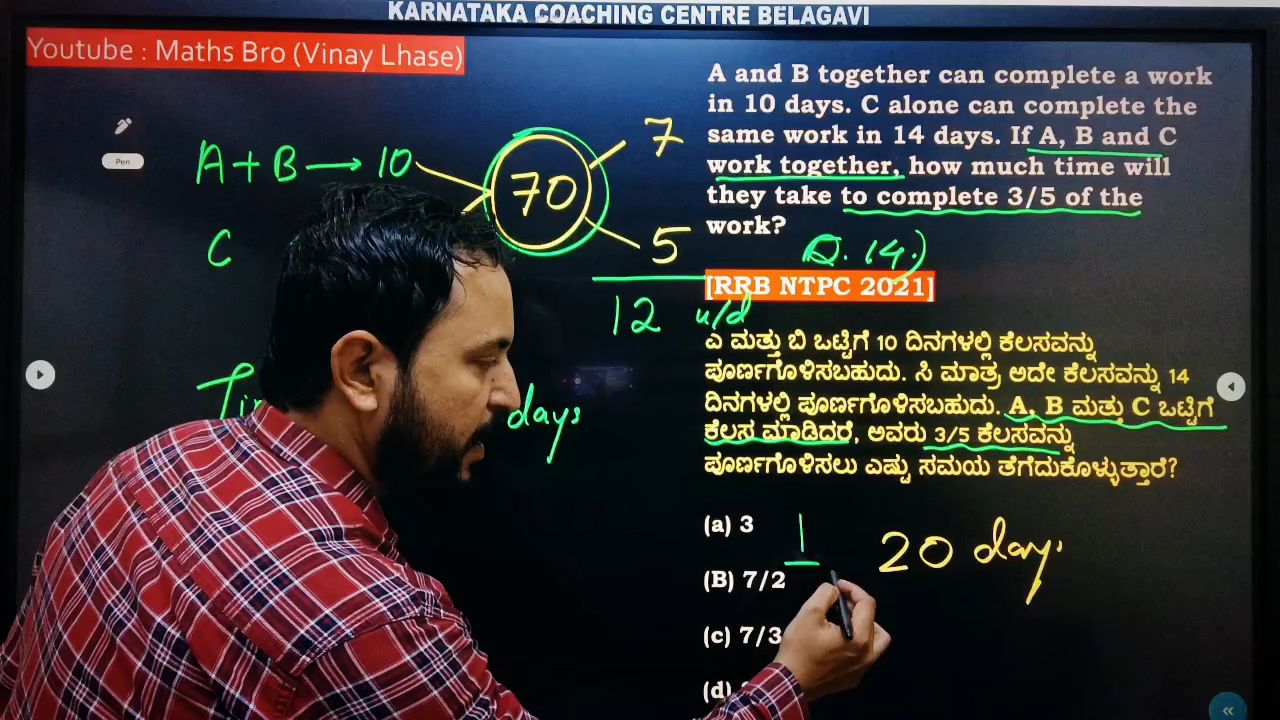 KARNATAKA COACHING CENTRE BELAGAVI
Youtube : Maths Bro (Vinay Lhase)
Pen
A + B → 10
70
7
C
5
12 u/d
days
A and B together can complete a work
in 10 days. C alone can complete the
same work in 14 days. If A, B and C
work together, how much time will
they take to complete 3/5 of the
work?
Q. 14.)
[RRB NTPC 2021]
ಎ ಮತ್ತು ಬಿ ಒಟ್ಟಿಗೆ 10 ದಿನಗಳಲ್ಲಿ ಕೆಲಸವನ್ನು
ಪೂರ್ಣಗೊಳಿಸಬಹುದು. ಸಿ ಮಾತ್ರ ಅದೇ ಕೆಲಸವನ್ನು 14
ದಿನಗಳಲ್ಲಿ ಪೂರ್ಣಗೊಳಿಸಬಹುದು. A, B ಮತ್ತು C ಒಟ್ಟಿಗೆ
ಕೆಲಸ ಮಾಡಿದರೆ, ಅವರು 3/5 ಕೆಲಸವನ್ನು
ಪೂರ್ಣಗೊಳಿಸಲು ಎಷ್ಟು ಸಮಯ ತೆಗೆದುಕೊಳ್ಳುತ್ತಾರೆ?
(a) 3
(B) 7/2
(c) 7/3
(d)
1
20 days